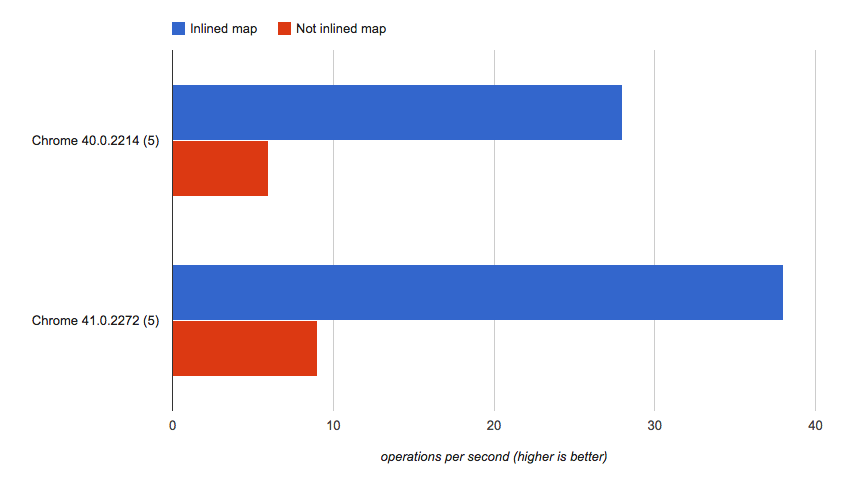 Inlined map Not inlined map
Chrome 40.0.2214 (5)
Chrome 41.0.2272 (5)
0 10 20 30 40
operations per second (higher is better)